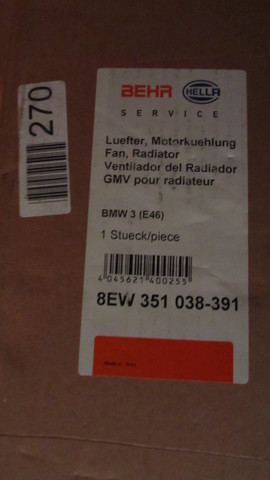 270
BEHR HELLA
SERVICE
Luefter, Motorkuehlung
Fan, Radiator
Ventilador del Radiador
GMV pour radiateur
BMW 3 (E46)
1 Stueck/piece
4 045621 400255
8EW 351 038-391